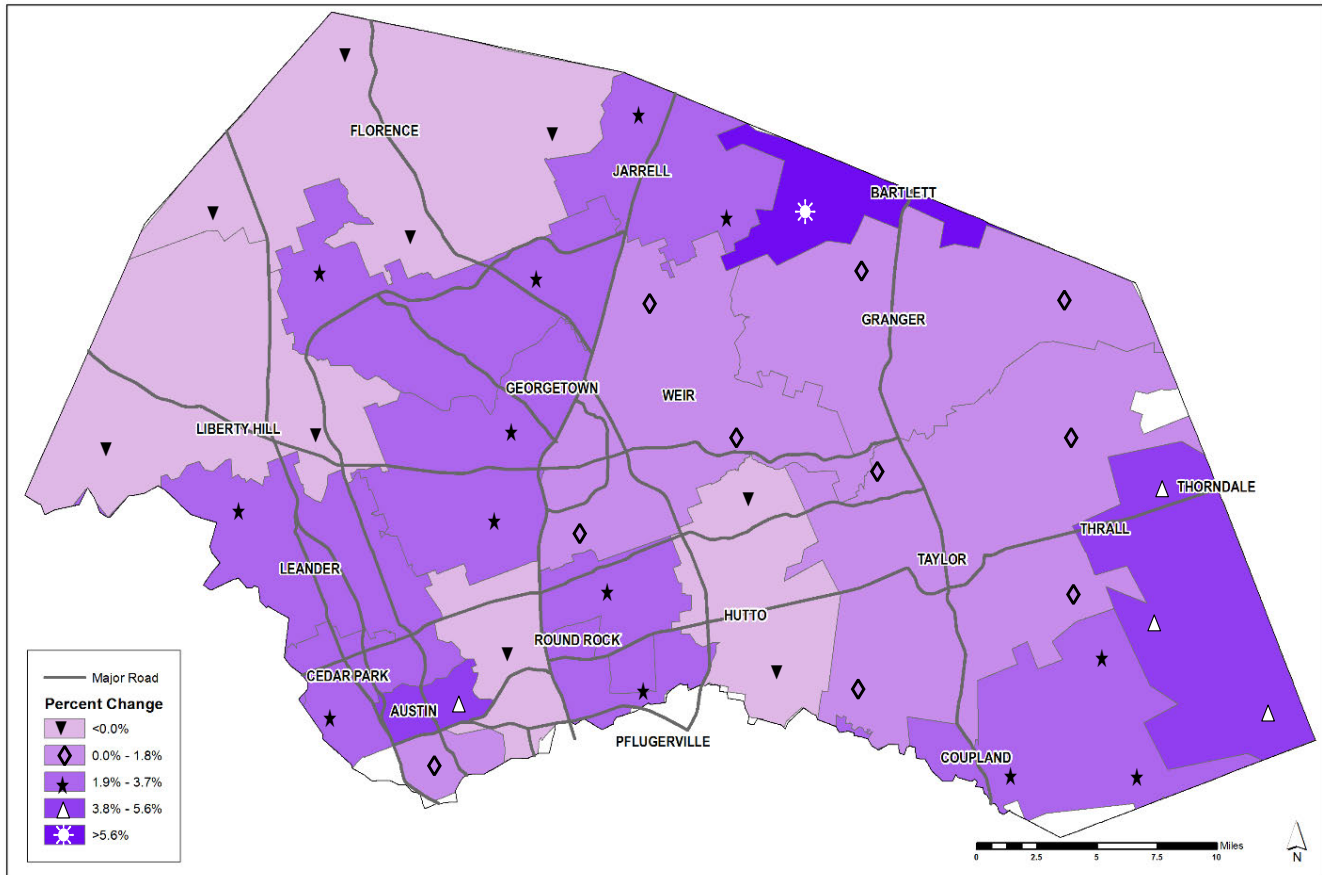 FLORENCE
JARRELL
BARTLETT
GRANGER
GEORGETOWN
WEIR
LIBERTY HILL
THORNDALE
THRALL
TAYLOR
LEANDER
HUTTO
ROUND ROCK
CEDAR PARK
AUSTIN
PFLUGERVILLE
COUPLAND
Major Road
Percent Change
<0.0%
0.0% - 1.8%
1.9% - 3.7%
3.8% - 5.6%
>5.6%
Miles
0 2.5 5 7.5 10
N